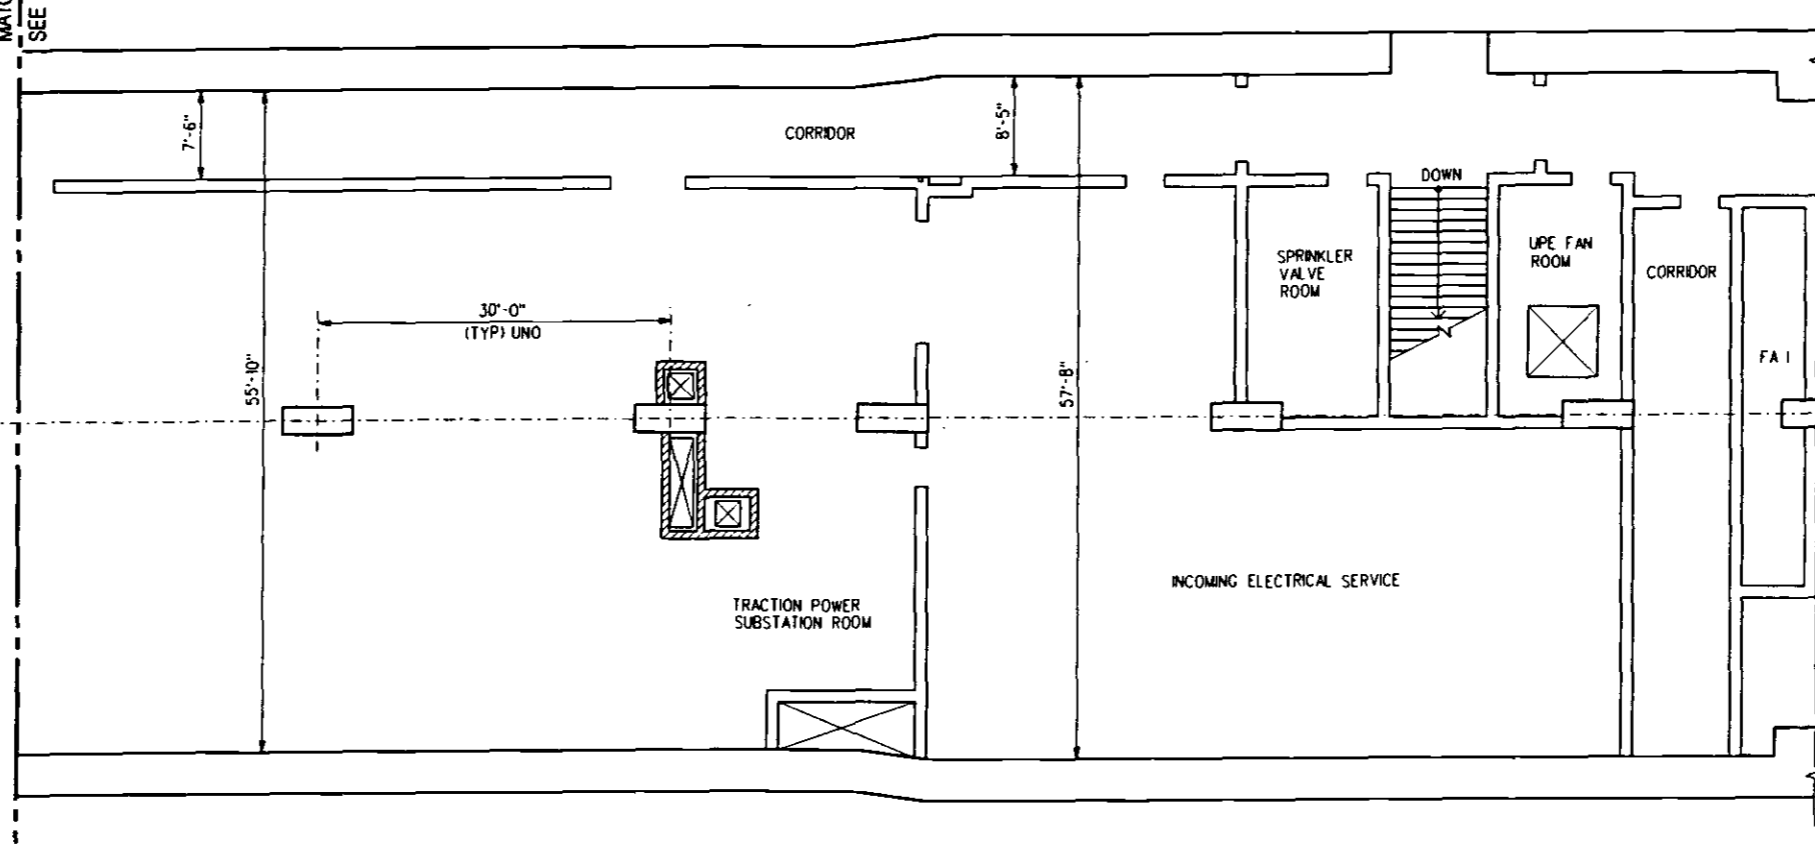 SEE
7'-6"
CORRIDOR
8'-5"
DOWN
SPRINKLER
VALVE
ROOM
UPE FAN
ROOM
CORRIDOR
30'-0"
(TYP) UNO
55'-10"
57'-8"
FA 1
INCOMING ELECTRICAL SERVICE
TRACTION POWER
SUBSTATION ROOM